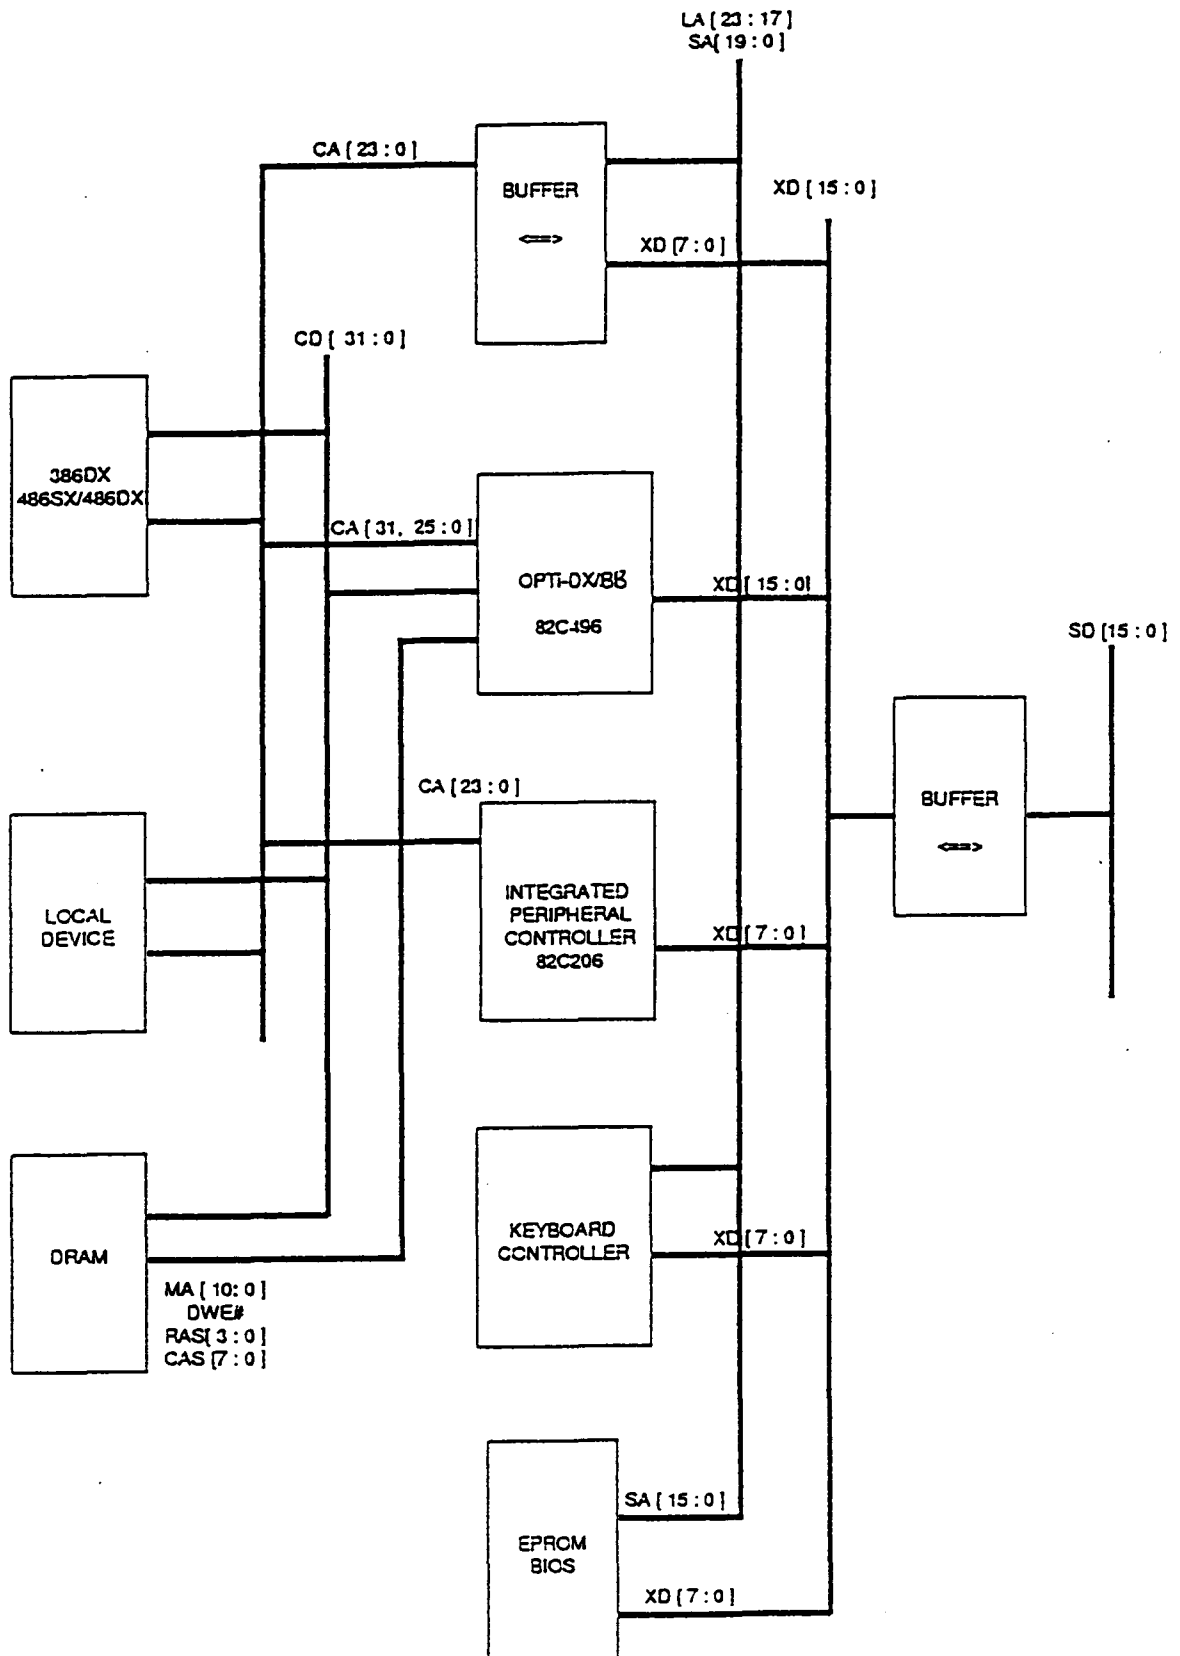 LA [ 23 : 17 ]
SA[ 19 : 0 ]
CA [ 23 : 0 ]
BUFFER
<==>
XD [ 15 : 0 ]
XD [7 : 0 ]
CD [ 31 : 0 ]
386DX
486SX/486DX
CA [ 31, 25 : 0 ]
OPTi-DX/BB
82C496
XD [ 15 : 0]
SD [15 : 0 ]
CA [ 23 : 0 ]
BUFFER
<==>
LOCAL
DEVICE
INTEGRATED
PERIPHERAL
CONTROLLER
82C206
XD [ 7 : 0 ]
DRAM
KEYBOARD
CONTROLLER
XD [ 7 : 0 ]
MA [ 10: 0 ]
DWE#
RAS[ 3 : 0 ]
CAS [7 : 0 ]
SA [ 15 : 0 ]
EPROM
BIOS
XD [ 7 : 0 ]